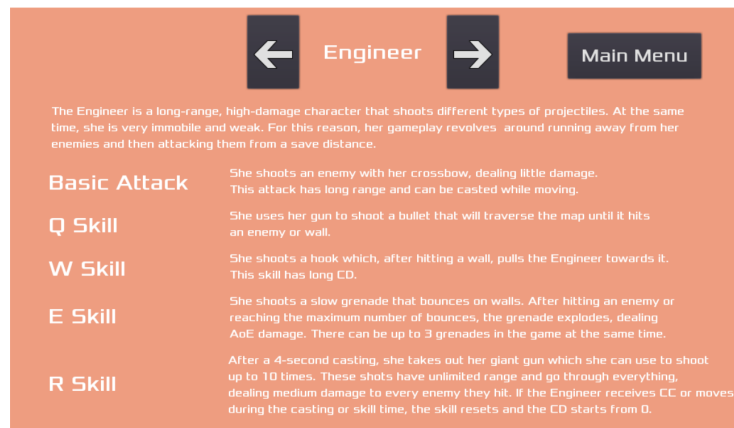 Engineer
Main Menu
The Engineer is a long-range, high-damage character that shoots different types of projectiles. At the same
time, she is very immobile and weak. For this reason, her gameplay revolves around running away from her
enemies and then attacking them from a save distance.
Basic Attack
She shoots an enemy with her crossbow, dealing little damage.
This attack has long range and can be casted while moving.
Q Skill
She uses her gun to shoot a bullet that will traverse the map until it hits
an enemy or wall.
W Skill
She shoots a hook which, after hitting a wall, pulls the Engineer towards it.
This skill has long CD.
E Skill
She shoots a slow grenade that bounces on walls. After hitting an enemy or
reaching the maximum number of bounces, the grenade explodes, dealing
AoE damage. There can be up to 3 grenades in the game at the same time.
R Skill
After a 4-second casting, she takes out her giant gun which she can use to shoot
up to 10 times. These shots have unlimited range and go through everything,
dealing medium damage to every enemy they hit. If the Engineer receives CC or moves
during the casting or skill time, the skill resets and the CD starts from 0.